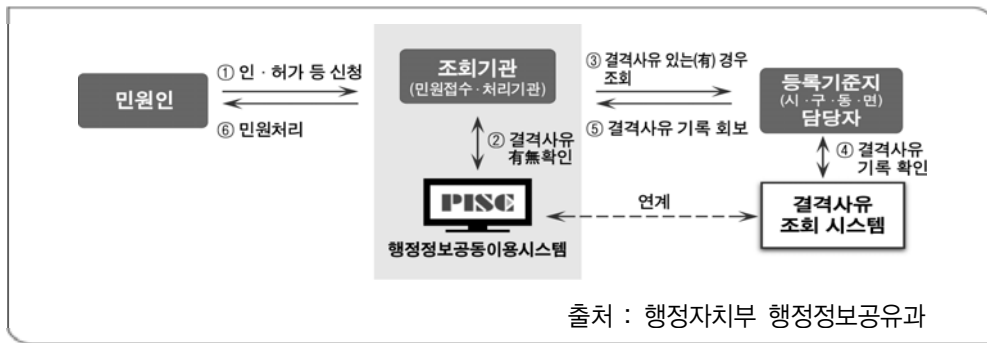 ① 인 · 허가 등 신청
민원인
⑥ 민원처리
조회기관
(민원접수 · 처리기관)
② 결격사유
有無확인
PISC
행정정보공동이용시스템
③ 결격사유 있는(有) 경우
조회
⑤ 결격사유 기록 회보
등록기준지
(시 · 구 · 동 · 면)
담당자
④ 결격사유
기록 확인
연계
결격사유
조회 시스템
출처 : 행정자치부 행정정보공유과